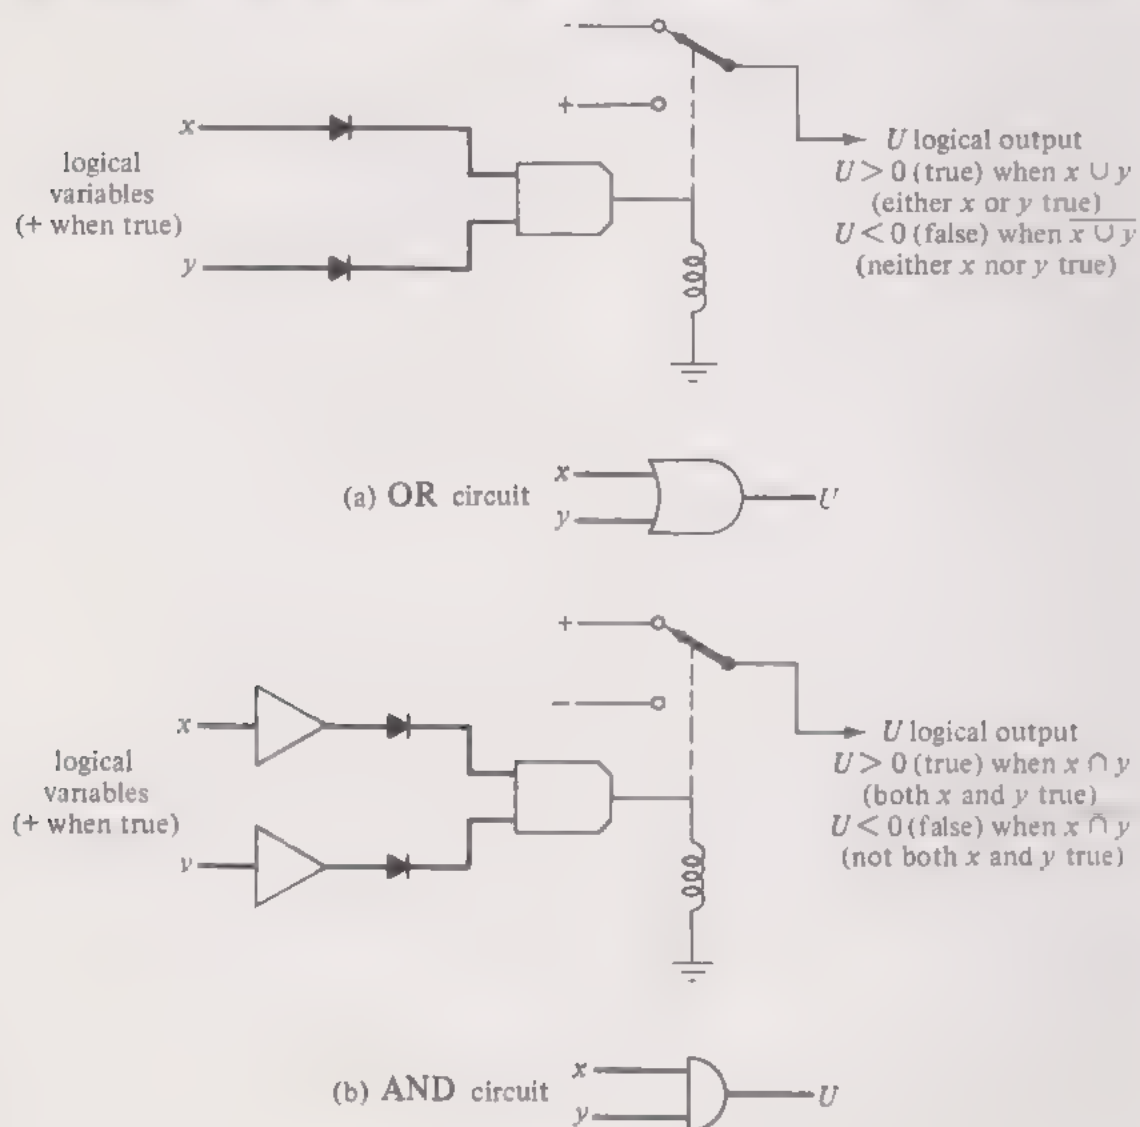 -
+
x
logical
variables
(+ when true)
y
U logical output
U > 0 (true) when x ∪ y
(either x or y true)
U < 0 (false) when \overline{x ∪ y}
(neither x nor y true)
(a) OR circuit
x
y
U
+
-
x
logical
variables
(+ when true)
y
U logical output
U > 0 (true) when x ∩ y
(both x and y true)
U < 0 (false) when x \bar{∩} y
(not both x and y true)
(b) AND circuit
x
y
U